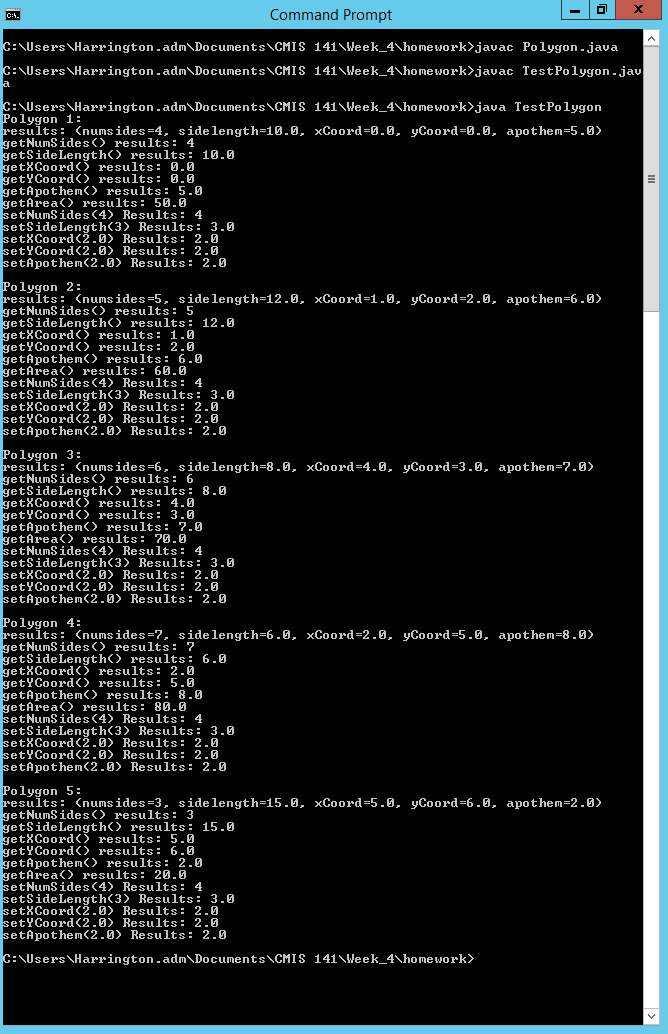 Command Prompt
C:\Users\Harrington.adm\Documents\CMIS 141\Week_4\homework>javac Polygon.java
C:\Users\Harrington.adm\Documents\CMIS 141\Week_4\homework>javac TestPolygon.jav
a
C:\Users\Harrington.adm\Documents\CMIS 141\Week_4\homework>java TestPolygon
Polygon 1:
results: (numsides=4, sidelength=10.0, xCoord=0.0, yCoord=0.0, apothem=5.0)
getNumSides() results: 4
getSideLength() results: 10.0
getXCoord() results: 0.0
getYCoord() results: 0.0
getApothem() results: 5.0
getArea() results: 50.0
setNumSides(4) Results: 4
setSideLength(3) Results: 3.0
setXCoord(2.0) Results: 2.0
setYCoord(2.0) Results: 2.0
setApothem(2.0) Results: 2.0
Polygon 2:
results: (numsides=5, sidelength=12.0, xCoord=1.0, yCoord=2.0, apothem=6.0)
getNumSides() results: 5
getSideLength() results: 12.0
getXCoord() results: 1.0
getYCoord() results: 2.0
getApothem() results: 6.0
getArea() results: 60.0
setNumSides(4) Results: 4
setSideLength(3) Results: 3.0
setXCoord(2.0) Results: 2.0
setYCoord(2.0) Results: 2.0
setApothem(2.0) Results: 2.0
Polygon 3:
results: (numsides=6, sidelength=8.0, xCoord=4.0, yCoord=3.0, apothem=7.0)
getNumSides() results: 6
getSideLength() results: 8.0
getXCoord() results: 4.0
getYCoord() results: 3.0
getApothem() results: 7.0
getArea() results: 70.0
setNumSides(4) Results: 4
setSideLength(3) Results: 3.0
setXCoord(2.0) Results: 2.0
setYCoord(2.0) Results: 2.0
setApothem(2.0) Results: 2.0
Polygon 4:
results: (numsides=7, sidelength=6.0, xCoord=2.0, yCoord=5.0, apothem=8.0)
getNumSides() results: 7
getSideLength() results: 6.0
getXCoord() results: 2.0
getYCoord() results: 5.0
getApothem() results: 8.0
getArea() results: 80.0
setNumSides(4) Results: 4
setSideLength(3) Results: 3.0
setXCoord(2.0) Results: 2.0
setYCoord(2.0) Results: 2.0
setApothem(2.0) Results: 2.0
Polygon 5:
results: (numsides=3, sidelength=15.0, xCoord=5.0, yCoord=6.0, apothem=2.0)
getNumSides() results: 3
getSideLength() results: 15.0
getXCoord() results: 5.0
getYCoord() results: 6.0
getApothem() results: 2.0
getArea() results: 20.0
setNumSides(4) Results: 4
setSideLength(3) Results: 3.0
setXCoord(2.0) Results: 2.0
setYCoord(2.0) Results: 2.0
setApothem(2.0) Results: 2.0
C:\Users\Harrington.adm\Documents\CMIS 141\Week_4\homework>